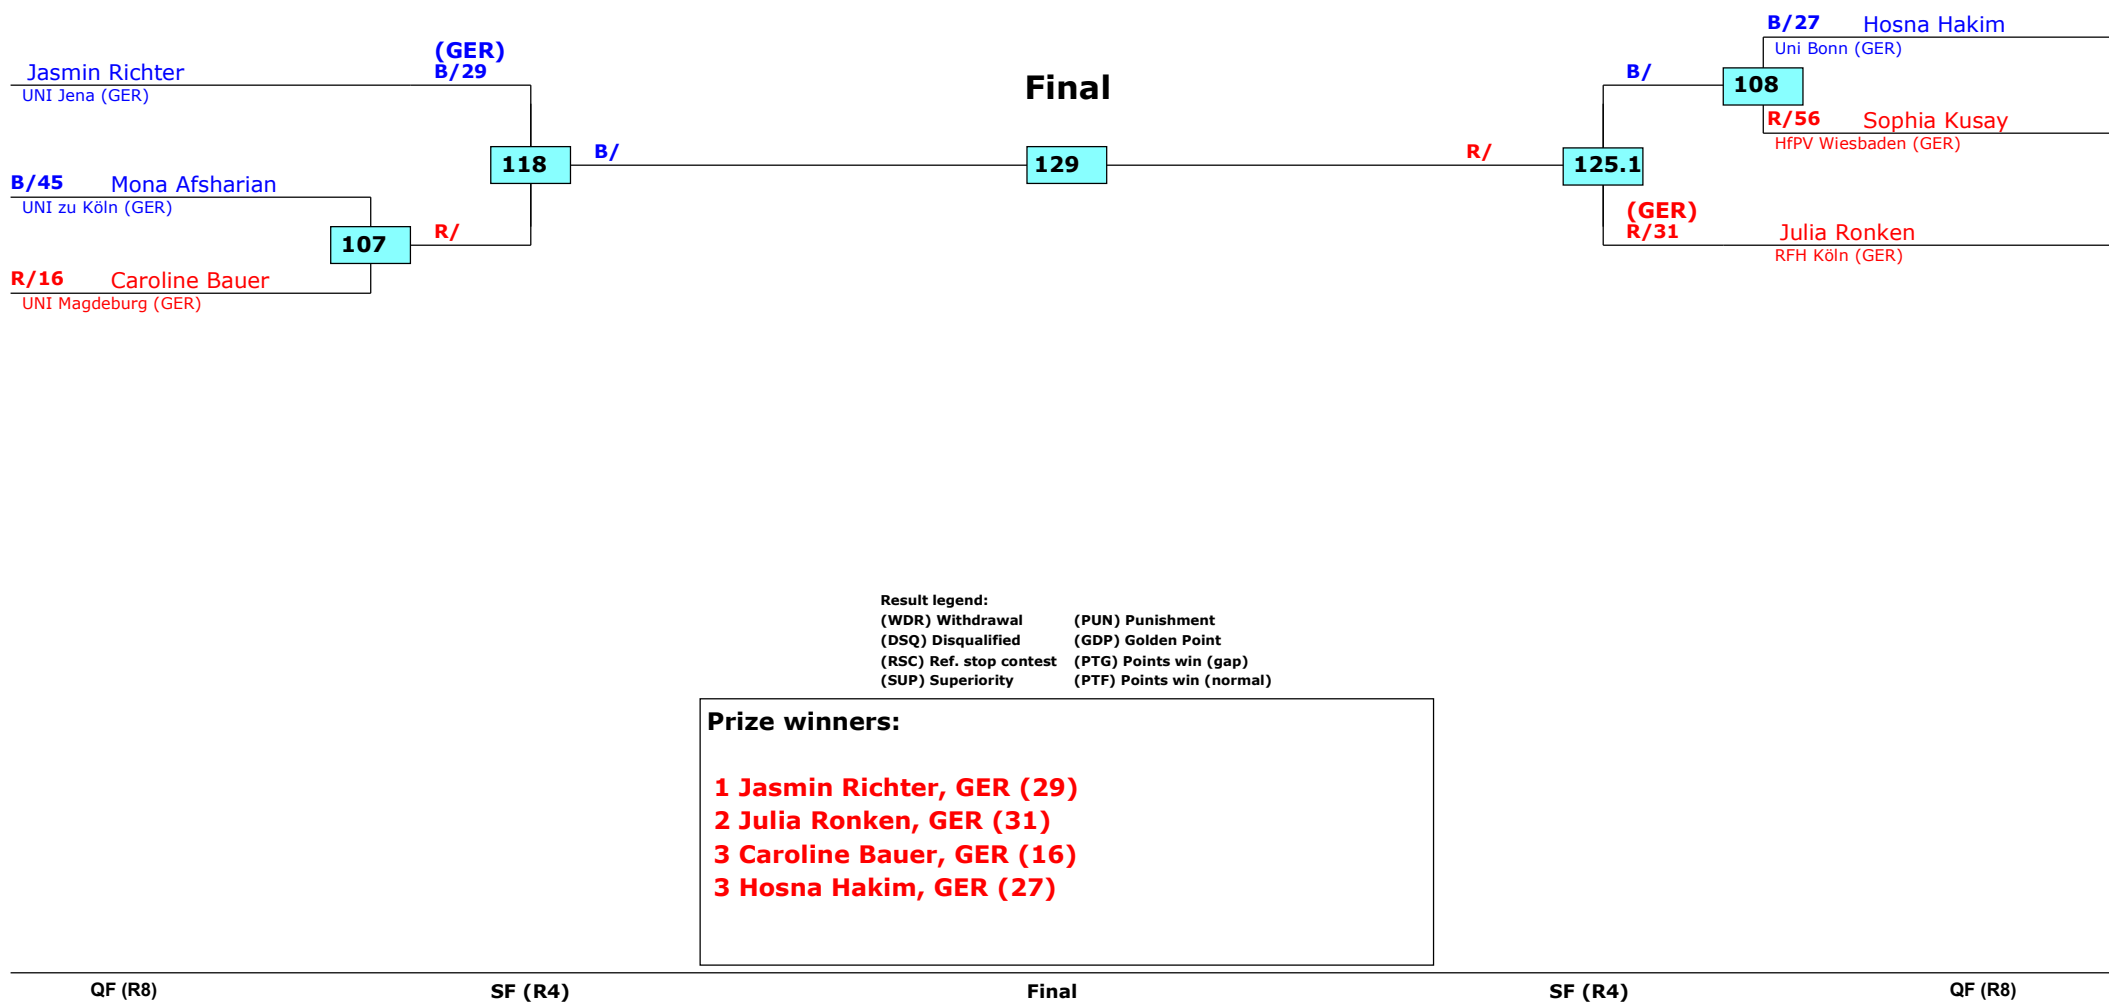 B/27 Hosna Hakim
Uni Bonn (GER)
(GER)
B/29
Jasmin Richter
UNI Jena (GER)
Final
B/
108
R/56 Sophia Kusay
HfPV Wiesbaden (GER)
118
B/
129
R/
125.1
B/45 Mona Afsharian
UNI zu Köln (GER)
107
R/
(GER)
R/31
Julia Ronken
RFH Köln (GER)
R/16 Caroline Bauer
UNI Magdeburg (GER)
Result legend:
(WDR) Withdrawal (PUN) Punishment
(DSQ) Disqualified (GDP) Golden Point
(RSC) Ref. stop contest (PTG) Points win (gap)
(SUP) Superiority (PTF) Points win (normal)
Prize winners:
1 Jasmin Richter, GER (29)
2 Julia Ronken, GER (31)
3 Caroline Bauer, GER (16)
3 Hosna Hakim, GER (27)
QF (R8) SF (R4) Final SF (R4) QF (R8)